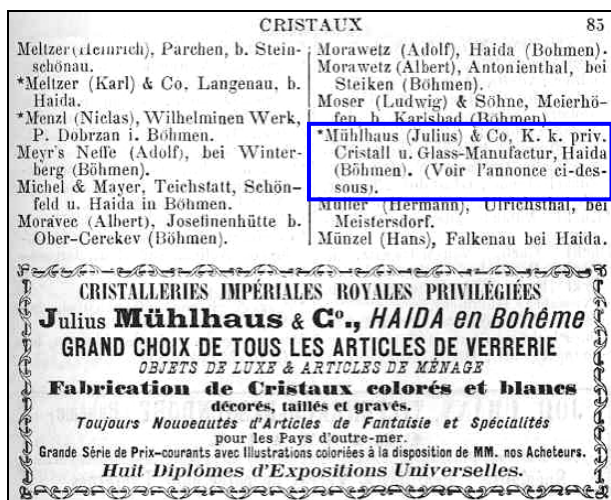 CRISTAUX 85
Meltzer (Heinrich), Parchen, b. Stein-
schönau.
*Meltzer (Karl) & Co, Langenau, b.
Haida.
*Menzl (Niclas), Wilhelminen Werk,
P. Dobrzan i. Böhmen.
Meyr's Neffe (Adolf), bei Winter-
berg (Böhmen).
Michel & Mayer, Teichstatt, Schön-
feld u. Haida in Böhmen.
Moravec (Albert), Josefinenhütte b.
Ober-Cerekev (Böhmen).
Morawetz (Adolf), Haida (Bohmen).
Morawetz (Albert), Antonienthal, bei
Steiken (Böhmen).
Moser (Ludwig) & Söhne, Meierhö-
fen, b. Karlsbad (Böhmen).
*Mühlhaus (Julius) & Co, K. k. priv.
Cristall u. Glass-Manufactur, Haida
(Böhmen). (Voir l'annonce ci-des-
sous).
Müller (Hermann), Ulrichsthal, bei
Meistersdorf.
Münzel (Hans), Falkenau bei Haida.
CRISTALLERIES IMPÉRIALES ROYALES PRIVILÉGIÉES
Julius Mühlhaus & Co., HAIDA en Bohême
GRAND CHOIX DE TOUS LES ARTICLES DE VERRERIE
OBJETS DE LUXE & ARTICLES DE MÉNAGE
Fabrication de Cristaux colorés et blancs
décorés, taillés et gravés.
Toujours Nouveautés d'Articles de Fantaisie et Spécialités
pour les Pays d'outre-mer.
Grande Série de Prix-courants avec Illustrations coloriées à la disposition de MM. nos Acheteurs.
Huit Diplômes d'Expositions Universelles.